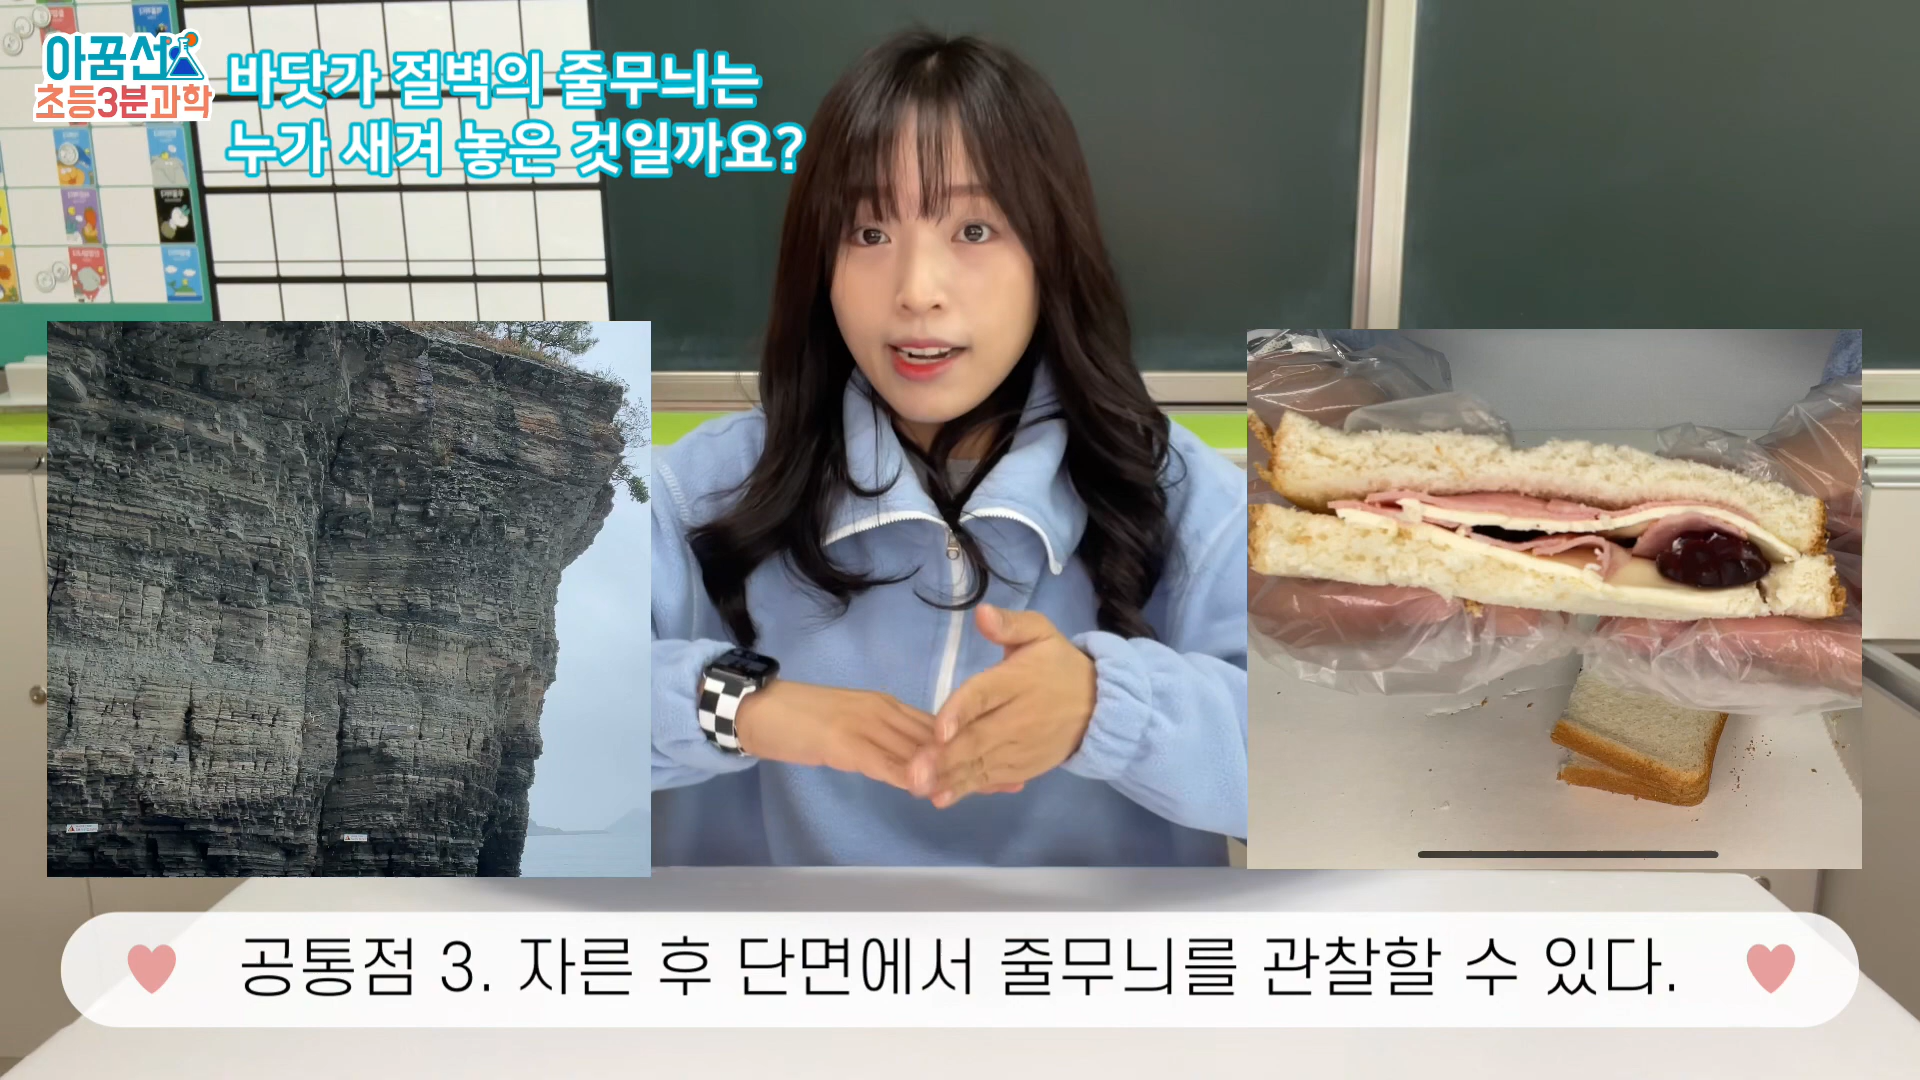 아꿈선
초등3분과학
바닷가 절벽의 줄무늬는
누가 새겨 놓은 것일까요?
공통점 3. 자른 후 단면에서 줄무늬를 관찰할 수 있다.